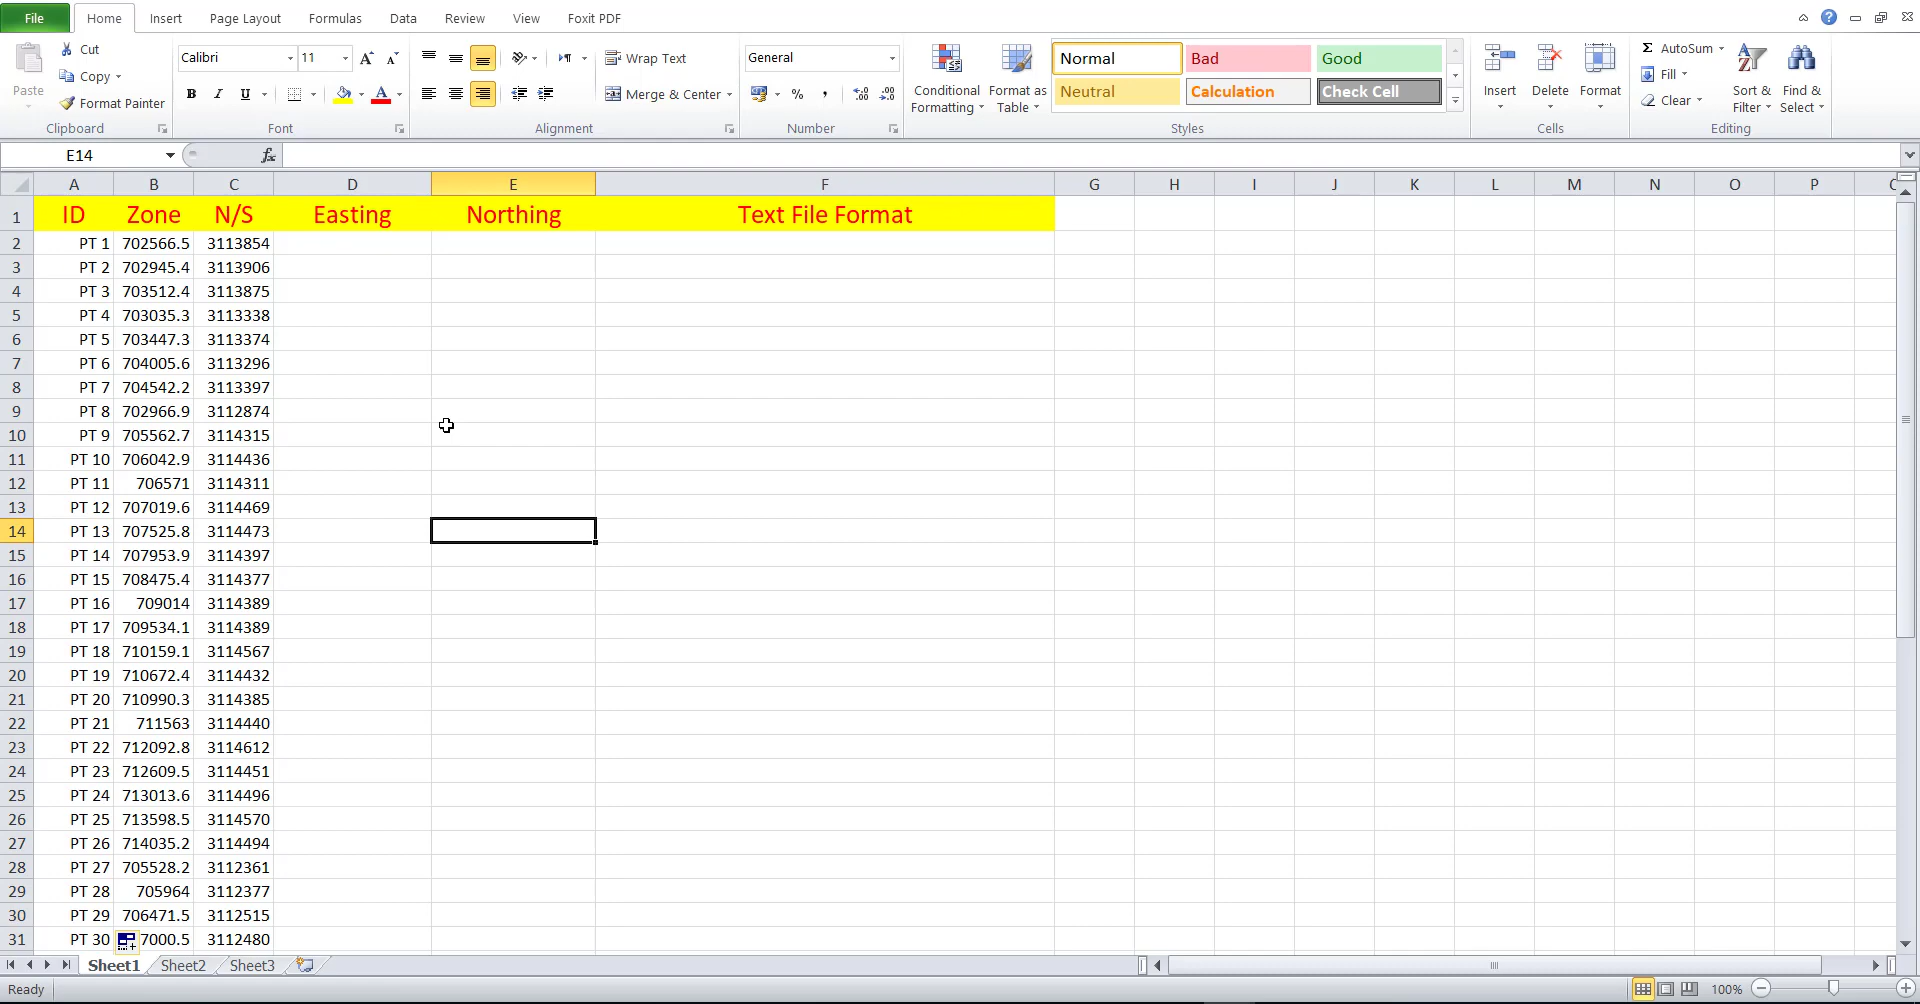 File Home Insert Page Layout Formulas Data Review View Foxit PDF
Paste
Cut
Copy
Format Painter
Clipboard
Calibri 11
B I U
Font
Wrap Text
Merge & Center
Alignment
General
% ,
Number
Conditional Formatting
Format as Table
Normal Bad Good
Neutral Calculation Check Cell
Styles
Insert Delete Format
Cells
Σ AutoSum
Fill
Clear
Sort & Filter
Find & Select
Editing
E14 fx
A B C D E F G H I J K L M N O P
1 ID Zone N/S Easting Northing Text File Format
2 PT 1 702566.5 3113854
3 PT 2 702945.4 3113906
4 PT 3 703512.4 3113875
5 PT 4 703035.3 3113338
6 PT 5 703447.3 3113374
7 PT 6 704005.6 3113296
8 PT 7 704542.2 3113397
9 PT 8 702966.9 3112874
10 PT 9 705562.7 3114315
11 PT 10 706042.9 3114436
12 PT 11 706571 3114311
13 PT 12 707019.6 3114469
14 PT 13 707525.8 3114473
15 PT 14 707953.9 3114397
16 PT 15 708475.4 3114377
17 PT 16 709014 3114389
18 PT 17 709534.1 3114389
19 PT 18 710159.1 3114567
20 PT 19 710672.4 3114432
21 PT 20 710990.3 3114385
22 PT 21 711563 3114440
23 PT 22 712092.8 3114612
24 PT 23 712609.5 3114451
25 PT 24 713013.6 3114496
26 PT 25 713598.5 3114570
27 PT 26 714035.2 3114494
28 PT 27 705528.2 3112361
29 PT 28 705964 3112377
30 PT 29 706471.5 3112515
31 PT 30 7000.5 3112480
Sheet1 Sheet2 Sheet3
Ready 100%